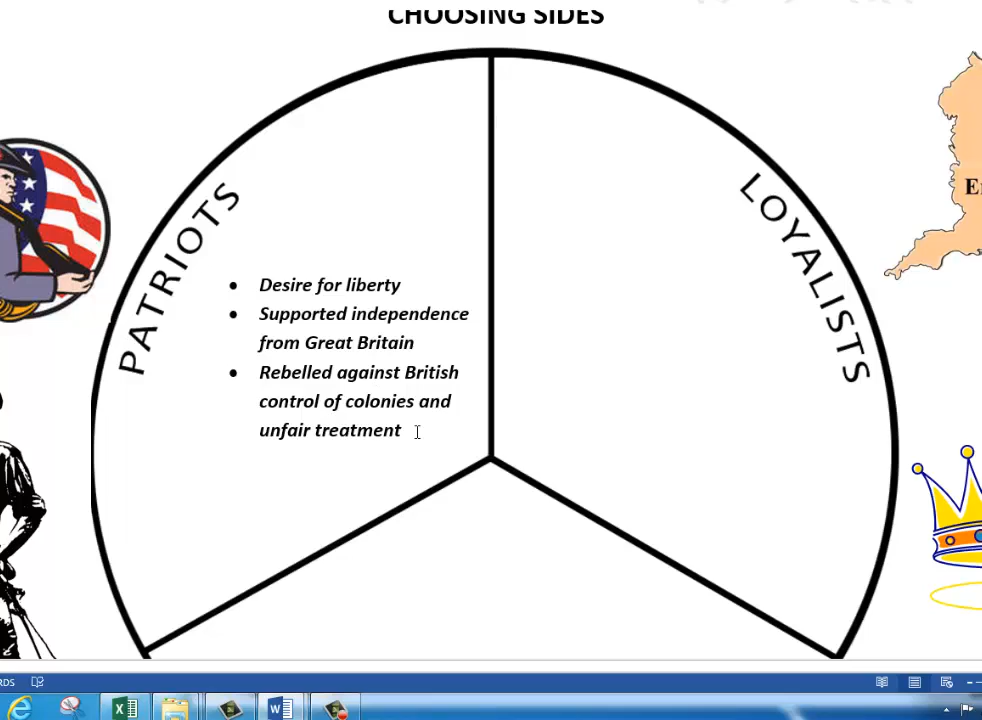 CHOOSING SIDES
PATRIOTS
LOYALISTS
• Desire for liberty
• Supported independence
from Great Britain
• Rebelled against British
control of colonies and
unfair treatment